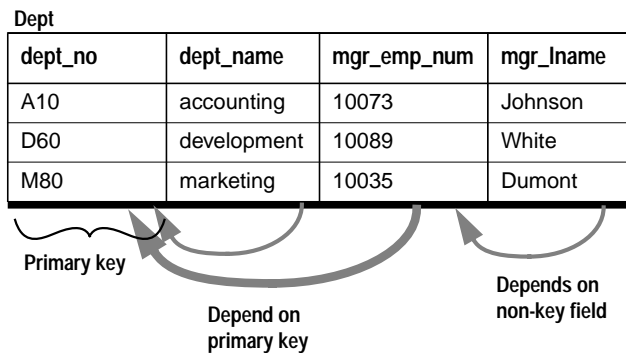 Dept
dept_no dept_name mgr_emp_num mgr_lname
A10 accounting 10073 Johnson
D60 development 10089 White
M80 marketing 10035 Dumont
Primary key
Depend on
primary key
Depends on
non-key field